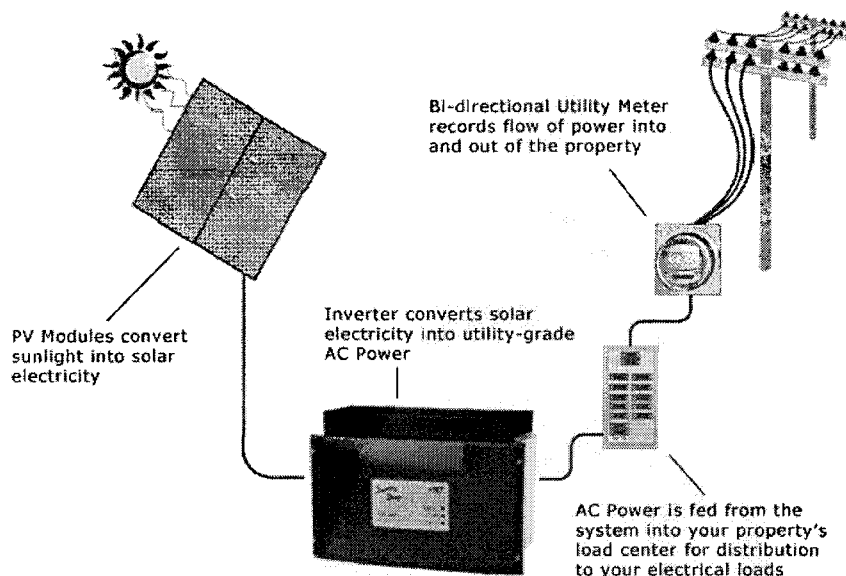 Bi-directional Utility Meter
records flow of power into
and out of the property
PV Modules convert
sunlight into solar
electricity
Inverter converts solar
electricity into utility-grade
AC Power
AC Power is fed from the
system into your property's
load center for distribution
to your electrical loads